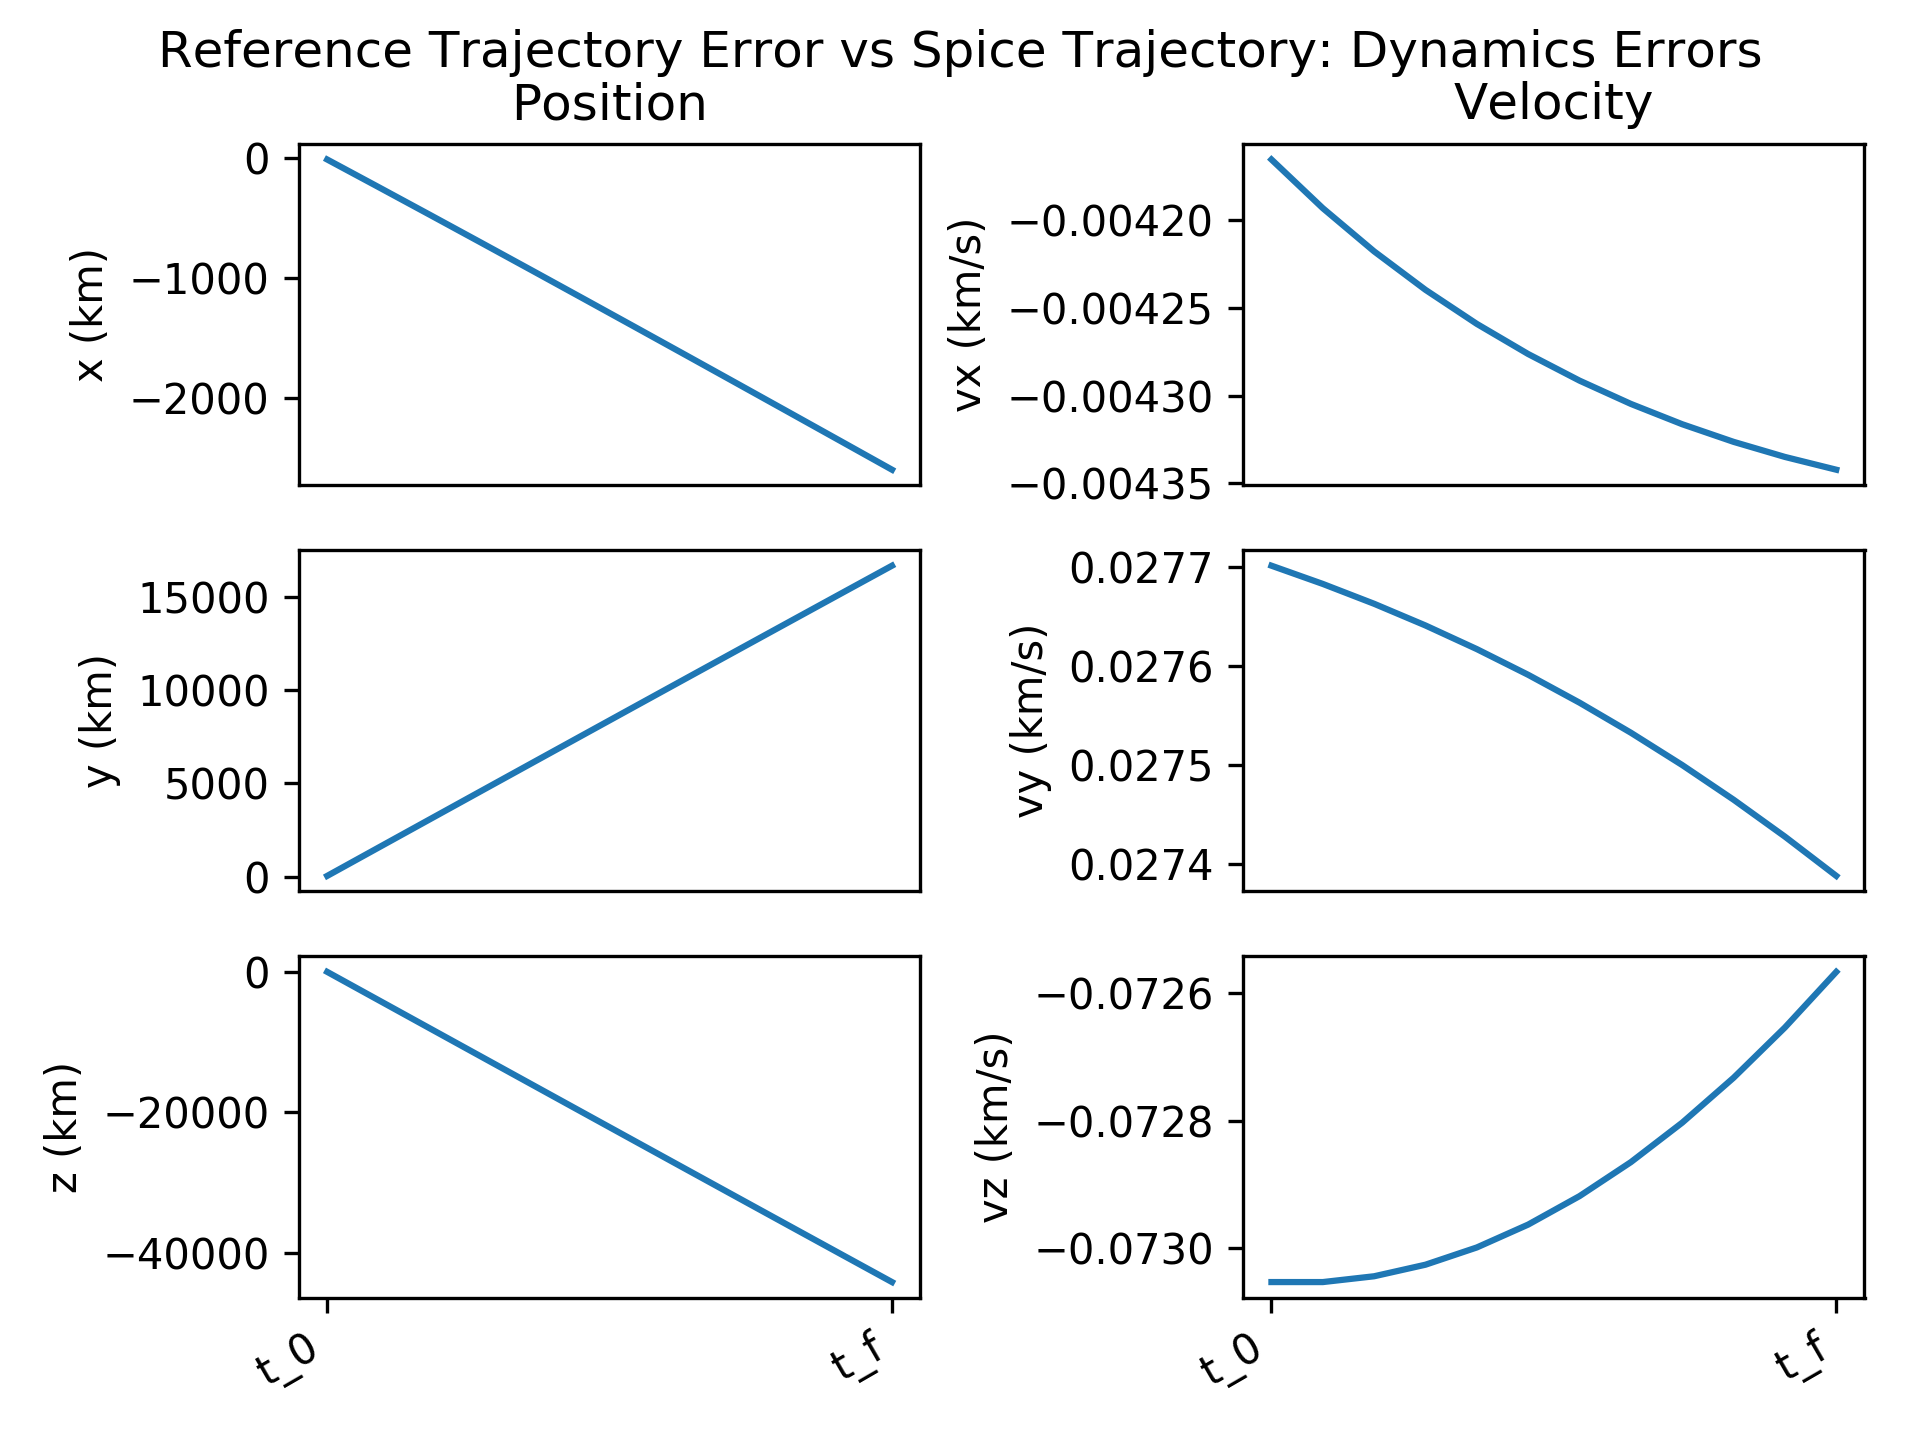 Reference Trajectory Error vs Spice Trajectory: Dynamics Errors
Position
Velocity
x (km)
0
−1000
−2000
vx (km/s)
−0.00420
−0.00425
−0.00430
−0.00435
y (km)
15000
10000
5000
0
vy (km/s)
0.0277
0.0276
0.0275
0.0274
z (km)
0
−20000
−40000
vz (km/s)
−0.0726
−0.0728
−0.0730
t_0
t_f
t_0
t_f